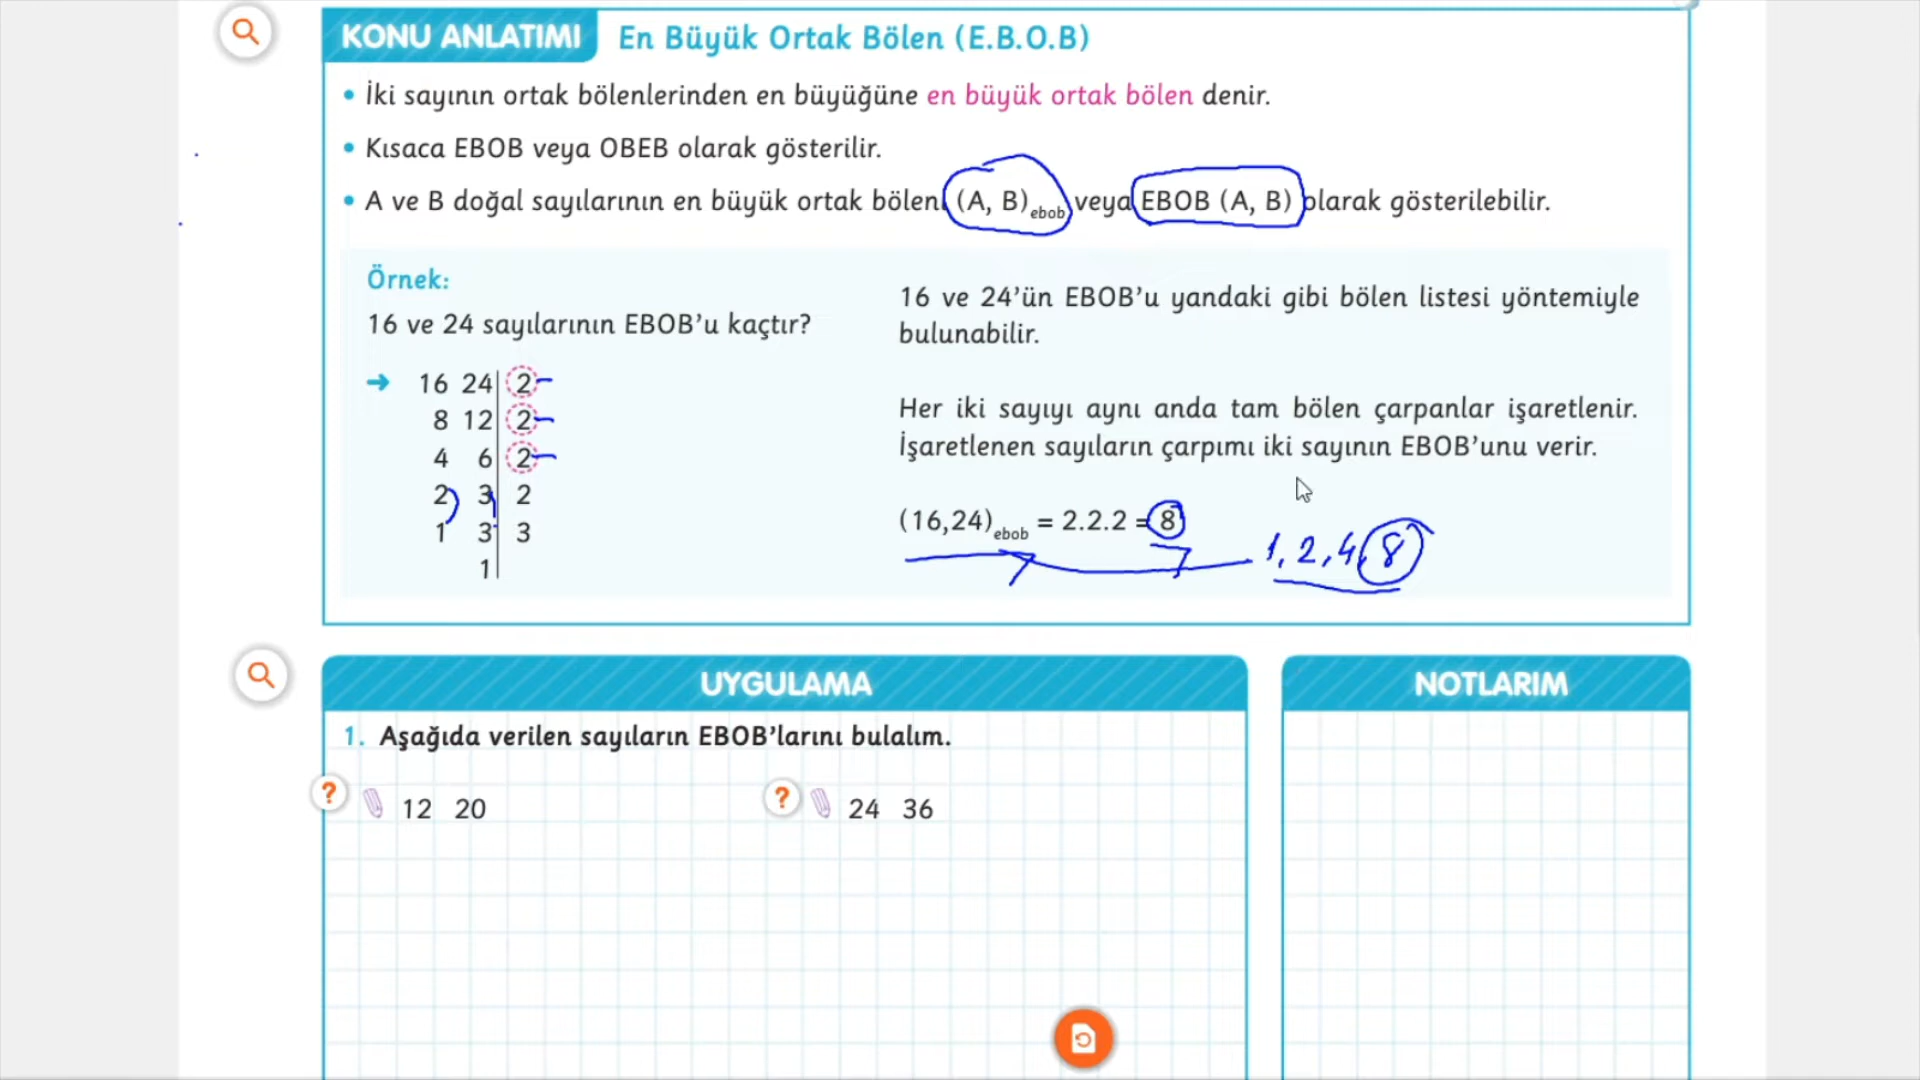 KONU ANLATIMI En Büyük Ortak Bölen (E.B.O.B)
• İki sayının ortak bölenlerinden en büyüğüne en büyük ortak bölen denir.
• Kısaca EBOB veya OBEB olarak gösterilir.
• A ve B doğal sayılarının en büyük ortak böleni (A, B)ebob veya EBOB (A, B) olarak gösterilebilir.
Örnek:
16 ve 24 sayılarının EBOB'u kaçtır?
➜ 16 24 | 2
8 12 | 2
4 6 | 2
2 3 | 2
1 3 | 3
1 |
16 ve 24'ün EBOB'u yandaki gibi bölen listesi yöntemiyle
bulunabilir.
Her iki sayıyı aynı anda tam bölen çarpanlar işaretlenir.
İşaretlenen sayıların çarpımı iki sayının EBOB'unu verir.
(16,24)ebob = 2.2.2 = 8
1, 2, 4, 8
UYGULAMA
1. Aşağıda verilen sayıların EBOB'larını bulalım.
? 12 20
? 24 36
NOTLARIM